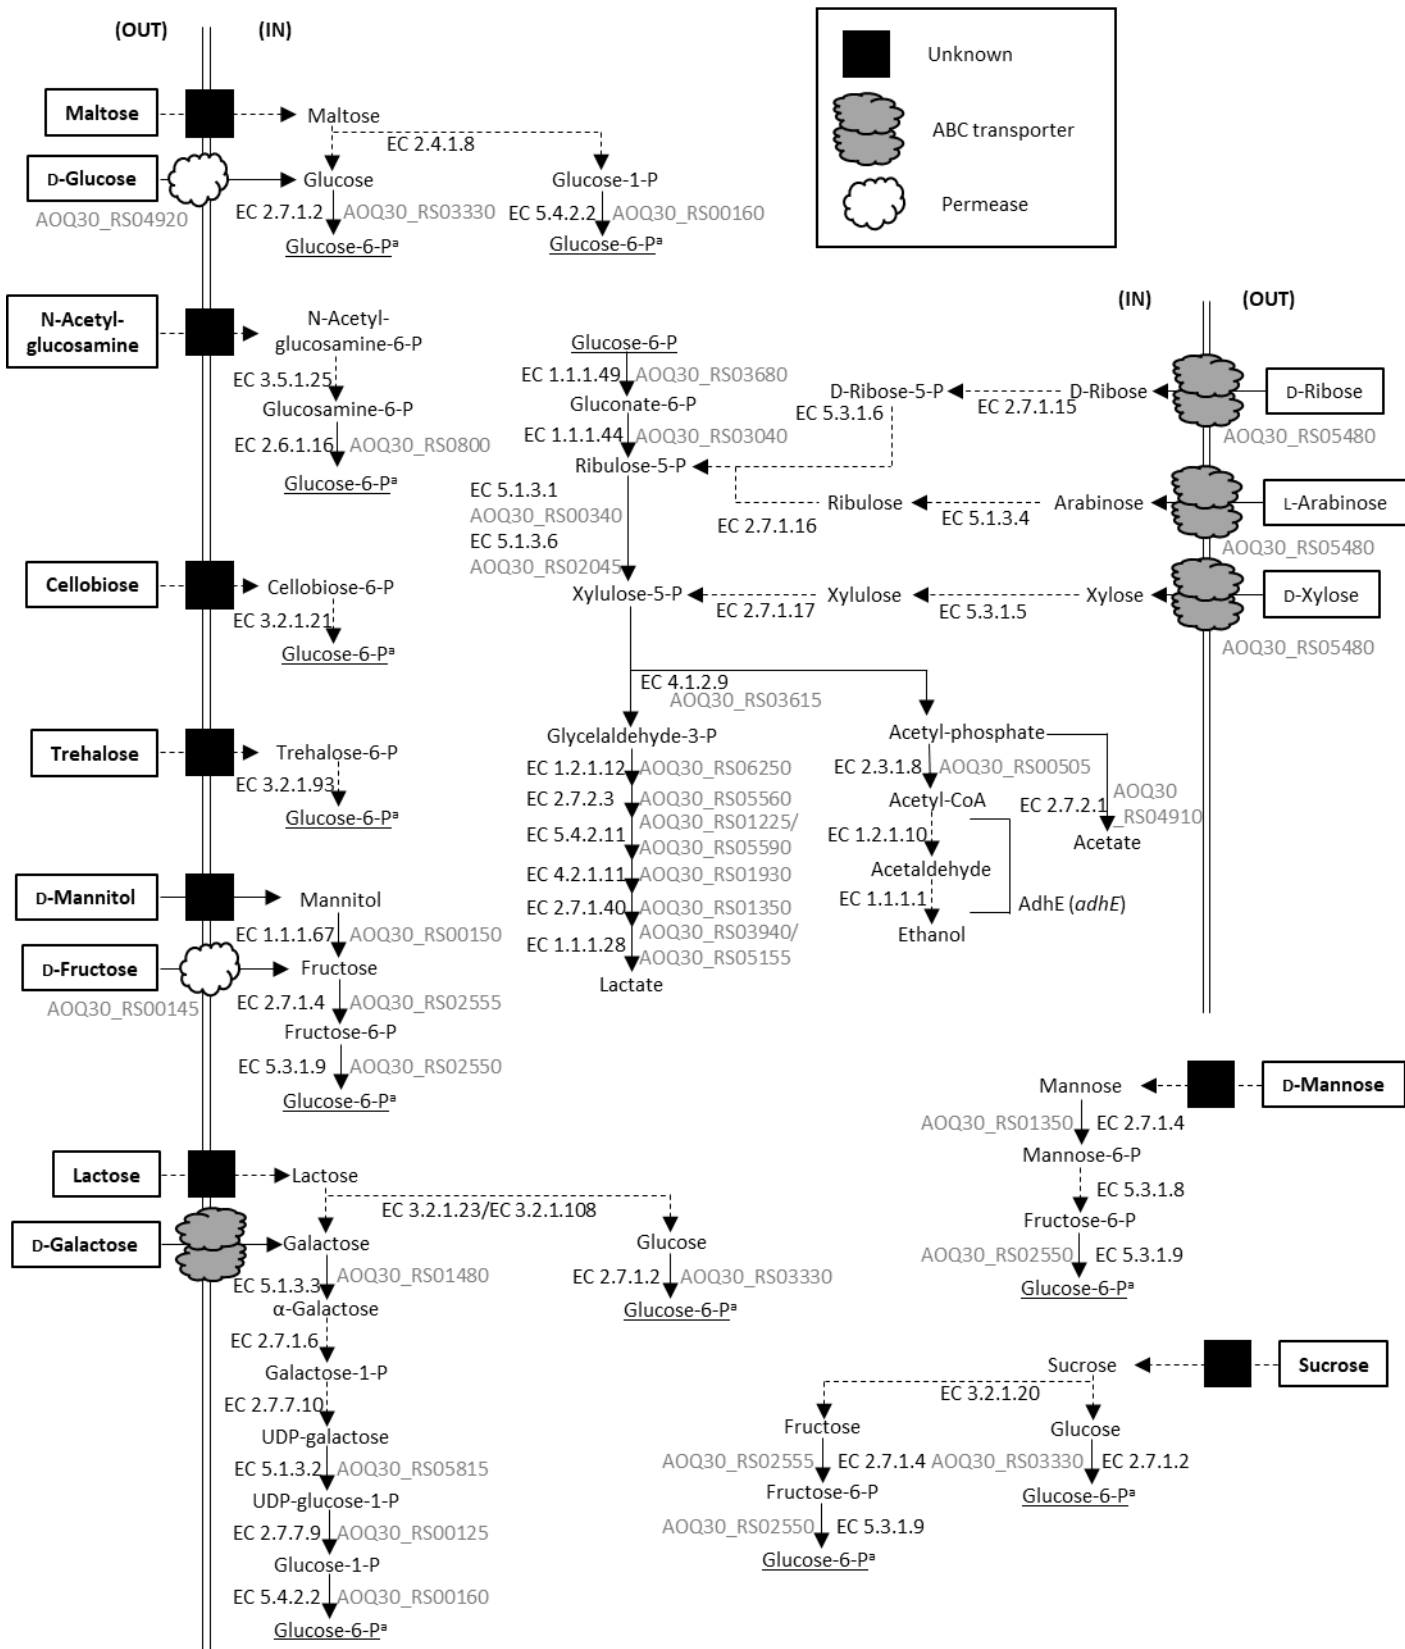 (OUT)
(IN)
Unknown
ABC transporter
Permease
Maltose
Maltose
EC 2.4.1.8
D-Glucose
AOQ30_RS04920
Glucose
Glucose-1-P
EC 2.7.1.2
AOQ30_RS03330
EC 5.4.2.2
AOQ30_RS00160
Glucose-6-Pᵃ
Glucose-6-Pᵃ
N-Acetyl-
glucosamine
N-Acetyl-
glucosamine-6-P
EC 3.5.1.25
Glucosamine-6-P
EC 2.6.1.16
AOQ30_RS0800
Glucose-6-Pᵃ
Cellobiose
Cellobiose-6-P
EC 3.2.1.21
Glucose-6-Pᵃ
Trehalose
Trehalose-6-P
EC 3.2.1.93
Glucose-6-Pᵃ
D-Mannitol
Mannitol
EC 1.1.1.67
AOQ30_RS00150
D-Fructose
AOQ30_RS00145
Fructose
EC 2.7.1.4
AOQ30_RS02555
Fructose-6-P
EC 5.3.1.9
AOQ30_RS02550
Glucose-6-Pᵃ
Glucose-6-P
EC 1.1.1.49
AOQ30_RS03680
Gluconate-6-P
EC 1.1.1.44
AOQ30_RS03040
Ribulose-5-P
EC 5.1.3.1
AOQ30_RS00340
EC 5.1.3.6
AOQ30_RS02045
Xylulose-5-P
(IN)
(OUT)
D-Ribose-5-P
EC 5.3.1.6
EC 2.7.1.15
D-Ribose
D-Ribose
AOQ30_RS05480
EC 2.7.1.16
Ribulose
EC 5.1.3.4
Arabinose
L-Arabinose
AOQ30_RS05480
EC 2.7.1.17
Xylulose
EC 5.3.1.5
Xylose
D-Xylose
AOQ30_RS05480
EC 4.1.2.9
AOQ30_RS03615
Glycelaldehyde-3-P
EC 1.2.1.12
AOQ30_RS06250
EC 2.7.2.3
AOQ30_RS05560
EC 5.4.2.11
AOQ30_RS01225/
AOQ30_RS05590
EC 4.2.1.11
AOQ30_RS01930
EC 2.7.1.40
AOQ30_RS01350
EC 1.1.1.28
AOQ30_RS03940/
AOQ30_RS05155
Lactate
Acetyl-phosphate
EC 2.3.1.8
AOQ30_RS00505
Acetyl-CoA
EC 1.2.1.10
Acetaldehyde
EC 1.1.1.1
Ethanol
AdhE (adhE)
EC 2.7.2.1
AOQ30
_RS04910
Acetate
Lactose
Lactose
EC 3.2.1.23/EC 3.2.1.108
D-Galactose
Galactose
EC 5.1.3.3
AOQ30_RS01480
α-Galactose
EC 2.7.1.6
Galactose-1-P
EC 2.7.7.10
UDP-galactose
EC 5.1.3.2
AOQ30_RS05815
UDP-glucose-1-P
EC 2.7.7.9
AOQ30_RS00125
Glucose-1-P
EC 5.4.2.2
AOQ30_RS00160
Glucose-6-Pᵃ
Glucose
EC 2.7.1.2
AOQ30_RS03330
Glucose-6-Pᵃ
Mannose
D-Mannose
AOQ30_RS01350
EC 2.7.1.4
Mannose-6-P
EC 5.3.1.8
Fructose-6-P
AOQ30_RS02550
EC 5.3.1.9
Glucose-6-Pᵃ
Sucrose
Sucrose
EC 3.2.1.20
Fructose
Glucose
AOQ30_RS02555
EC 2.7.1.4
AOQ30_RS03330
EC 2.7.1.2
Fructose-6-P
Glucose-6-Pᵃ
AOQ30_RS02550
EC 5.3.1.9
Glucose-6-Pᵃ